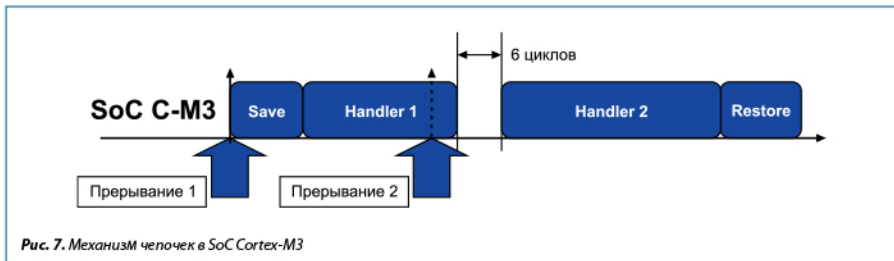 6 циклов
SoC C-M3
Save
Handler 1
Handler 2
Restore
Прерывание 1
Прерывание 2
Рис. 7. Механизм чепочек в SoC Cortex-M3